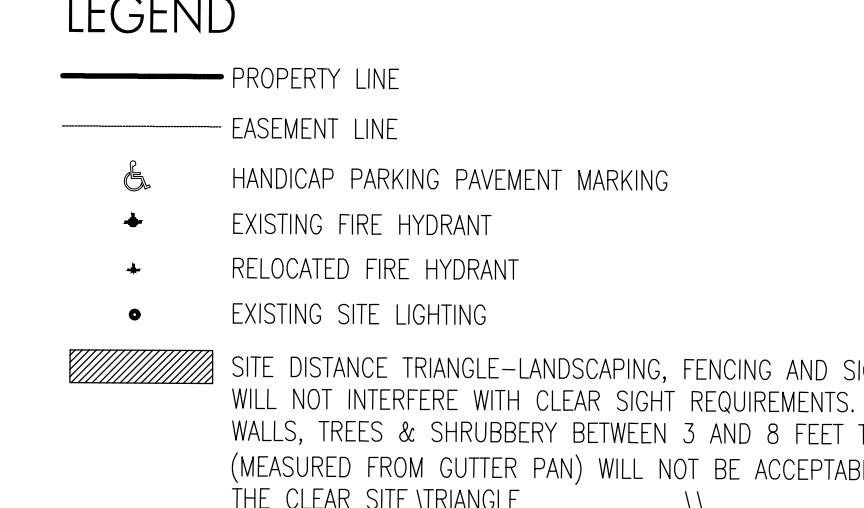 LEGEND
PROPERTY LINE
EASEMENT LINE
HANDICAP PARKING PAVEMENT MARKING
EXISTING FIRE HYDRANT
RELOCATED FIRE HYDRANT
EXISTING SITE LIGHTING
SITE DISTANCE TRIANGLE-LANDSCAPING, FENCING AND
WILL NOT INTERFERE WITH CLEAR SIGHT REQUIREMENTS.
WALLS, TREES & SHRUBBERY BETWEEN 3 AND 8 FEET
(MEASURED FROM GUTTER PAN) WILL NOT BE
THE CLEAR SITE TRIANGLE